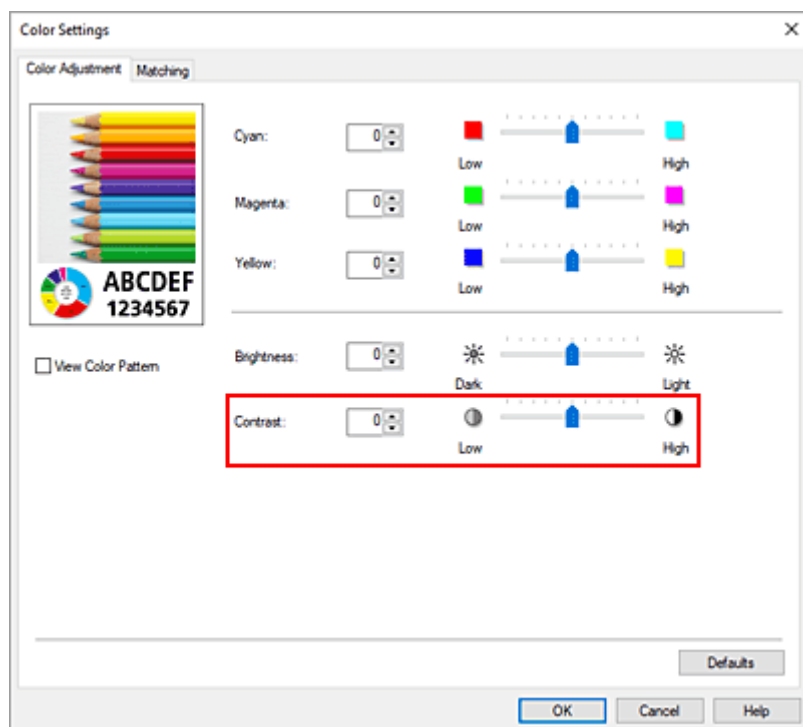 Color Settings
Color Adjustment Matching
Cyan: 0
Low High
Magenta: 0
Low High
Yellow: 0
Low High
ABCDEF
1234567
View Color Pattern
Brightness: 0
Dark Light
Contrast: 0
Low High
Defaults
OK Cancel Help